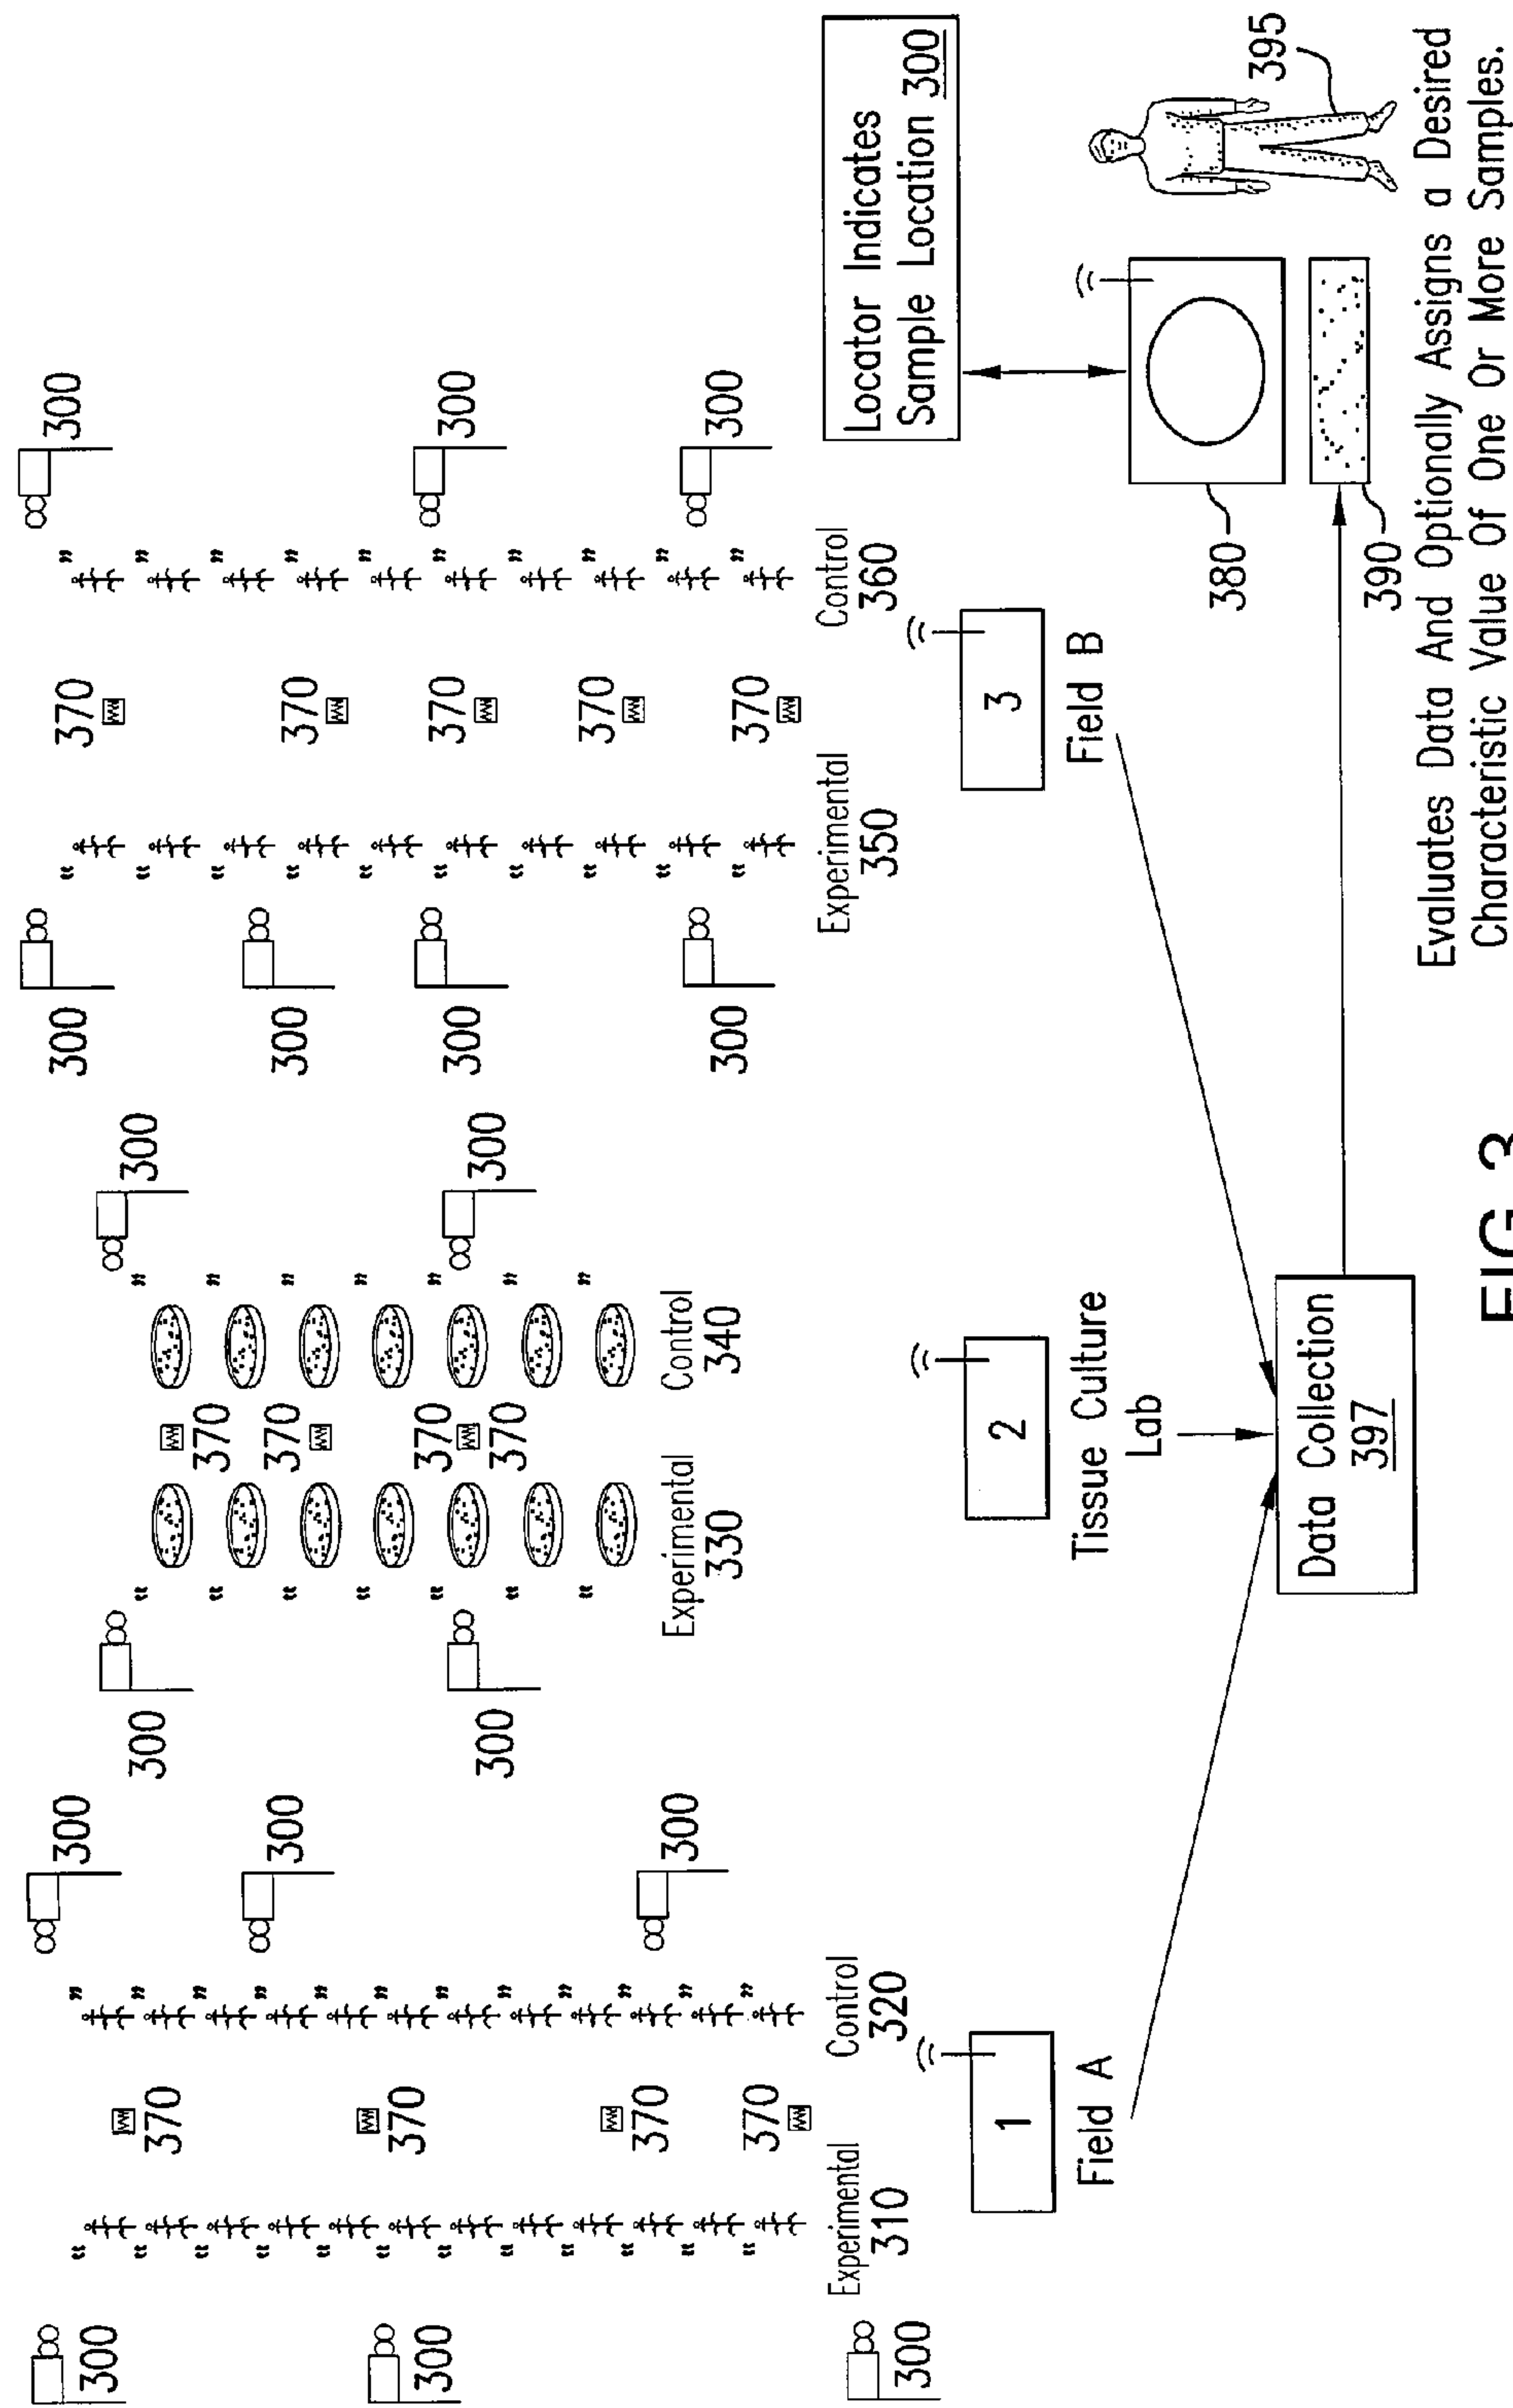 300
300
300
300
300
300
370
370
370
370
Experimental
310
Control
320
1
Field A
300
300
300
300
370
370
370
370
Experimental
330
Control
340
2
Tissue Culture
Lab
300
300
300
300
300
300
300
370
370
370
370
370
Experimental
350
Control
360
3
Field B
Locator Indicates
Sample Location 300
380
390
395
Data Collection
397
Evaluates Data And Optionally Assigns a Desired
Characteristic Value Of One Or More Samples.
FIG 3